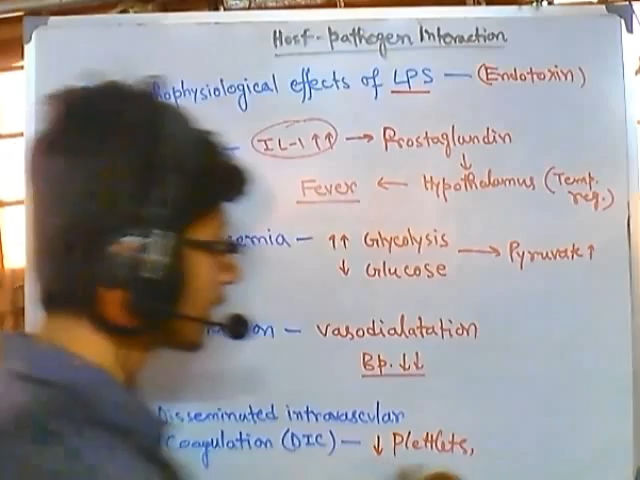 Host-pathogen Interaction
ophysiological effects of LPS — (Endotoxin)
— IL-1 ↑↑ → Prostaglandin
↓
Fever ← Hypothalamus (Temp. reg.)
emia — ↑↑ Glycolysis → Pyruvate ↑
↓ Glucose
on — vasodialatation
Bp. ↓↓
Disseminated intravascular
Coagulation (DIC) — ↓ Pletlets,